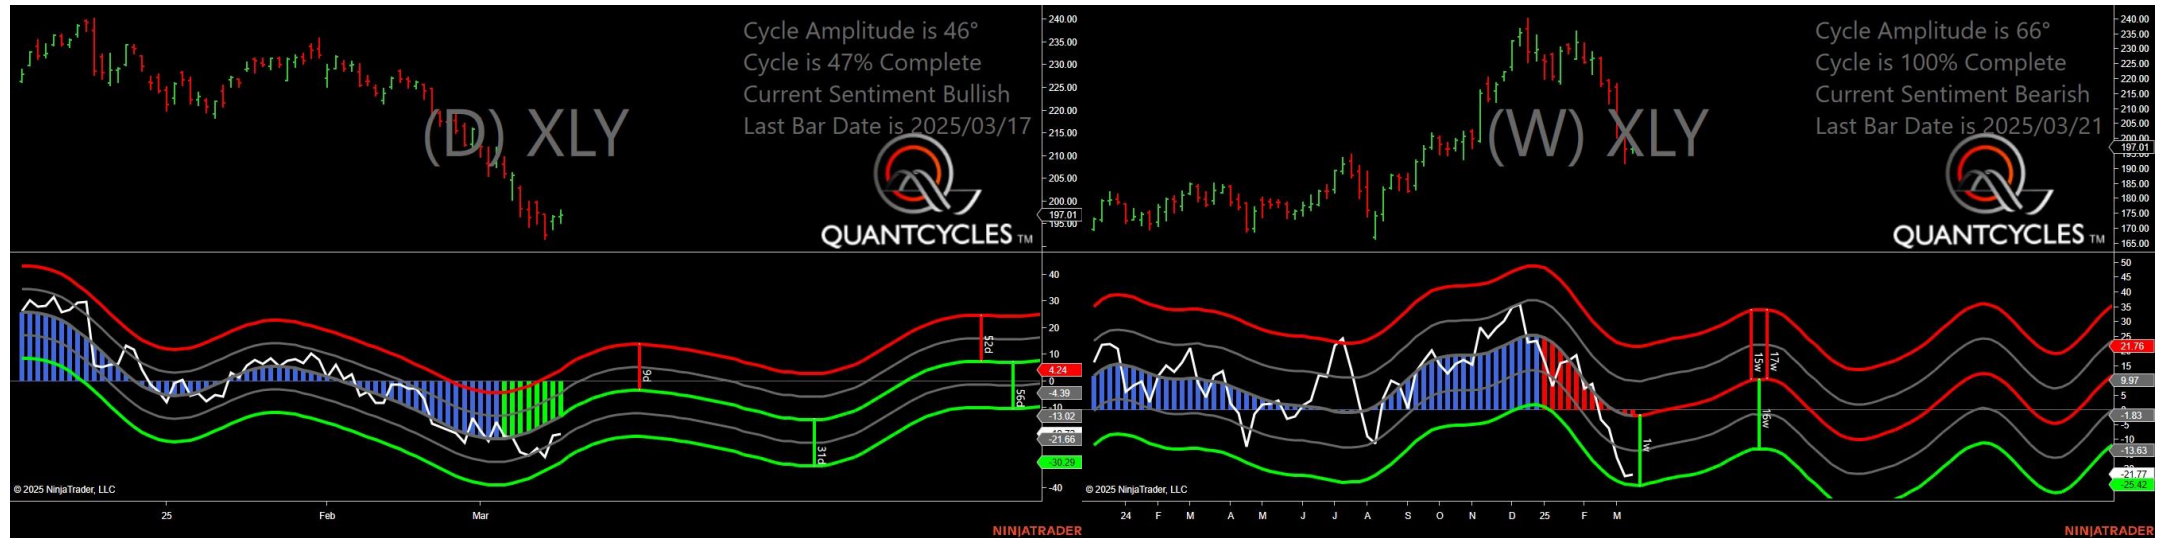 Cycle Amplitude is 46°
Cycle is 47% Complete
Current Sentiment Bullish
Last Bar Date is 2025/03/17
(D) XLY
QUANTCYCLES TM
240.00
235.00
230.00
225.00
220.00
215.00
210.00
205.00
200.00
197.01
195.00
40
30
20
10
4.24
0
-4.39
-10
-13.02
-21.66
-30.29
-40
9d
31d
52d
56d
© 2025 NinjaTrader, LLC
25 Feb Mar
NINJATRADER
Cycle Amplitude is 66°
Cycle is 100% Complete
Current Sentiment Bearish
Last Bar Date is 2025/03/21
(W) XLY
QUANTCYCLES TM
240.00
235.00
230.00
225.00
220.00
215.00
210.00
205.00
200.00
197.01
195.00
190.00
185.00
180.00
175.00
170.00
165.00
50
45
40
35
30
25
21.76
15
9.97
5
-1.83
-5
-10
-13.63
-21.77
-25.42
1w
15w
17w
16w
© 2025 NinjaTrader, LLC
24 F M A M J J A S O N D 25 F M
NINJATRADER